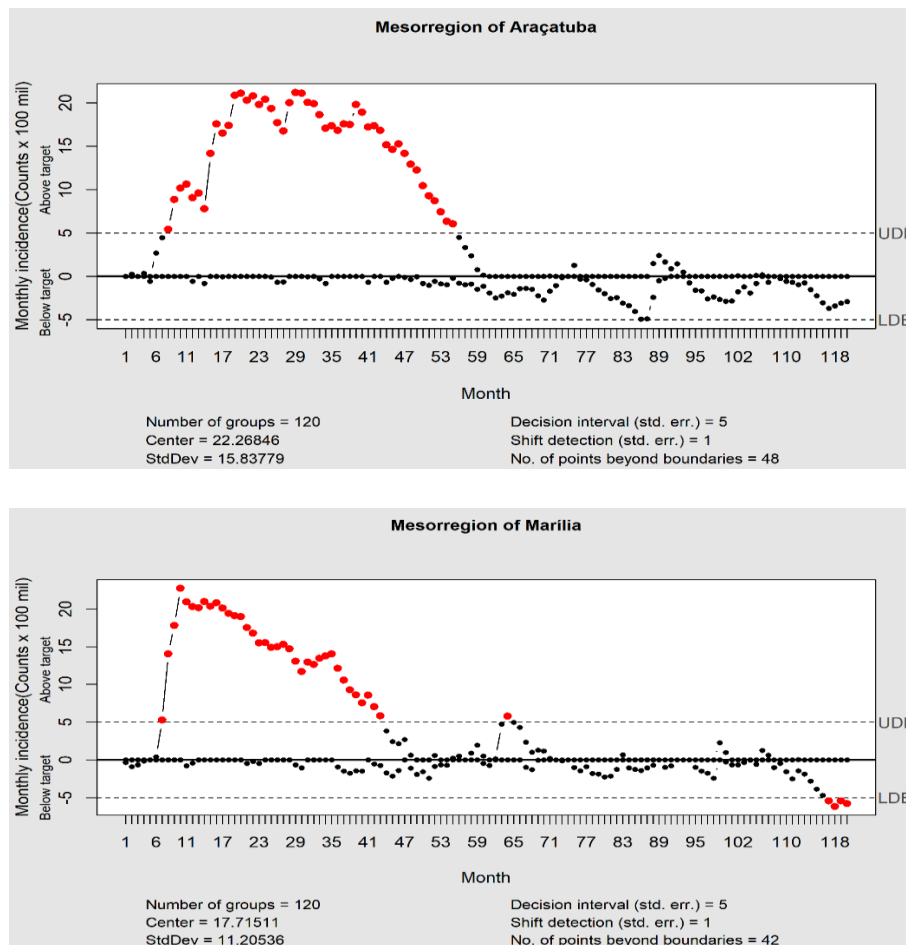 Mesorregion of Araçatuba
Monthly incidence(Counts x 100 mil)
Below target Above target
20
15
10
5
0
-5
UDB
LDB
1 6 11 17 23 29 35 41 47 53 59 65 71 77 83 89 95 102 110 118
Month
Number of groups = 120
Center = 22.26846
StdDev = 15.83779
Decision interval (std. err.) = 5
Shift detection (std. err.) = 1
No. of points beyond boundaries = 48
Mesorregion of Marília
Monthly incidence(Counts x 100 mil)
Below target Above target
20
15
10
5
0
-5
1 6 11 17 23 29 35 41 47 53 59 65 71 77 83 89 95 102 110 118
Month
Number of groups = 120
Center = 17.71511
StdDev = 11.20536
Decision interval (std. err.) = 5
Shift detection (std. err.) = 1
No. of points beyond boundaries = 42